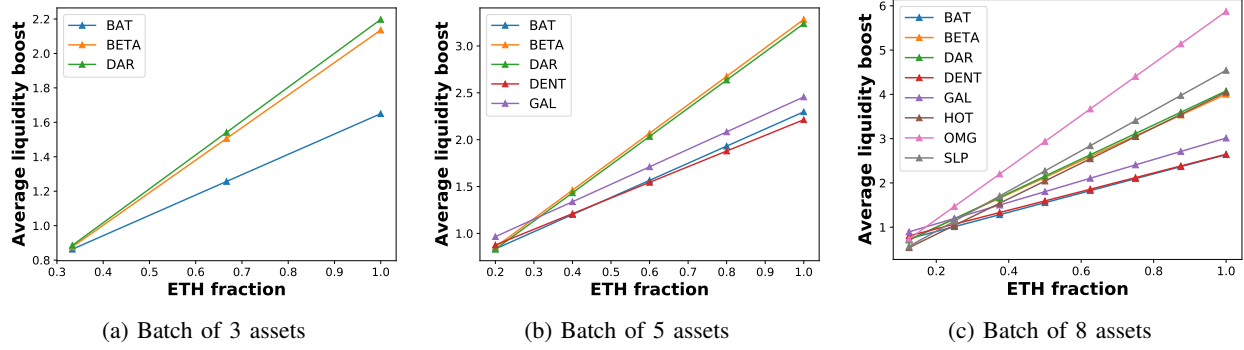 Average liquidity boost
2.2
2.0
1.8
1.6
1.4
1.2
1.0
0.8
BAT
BETA
DAR
0.3 0.4 0.5 0.6 0.7 0.8 0.9 1.0
ETH fraction
(a) Batch of 3 assets
Average liquidity boost
3.0
2.5
2.0
1.5
1.0
BAT
BETA
DAR
DENT
GAL
0.2 0.3 0.4 0.5 0.6 0.7 0.8 0.9 1.0
ETH fraction
(b) Batch of 5 assets
Average liquidity boost
6
5
4
3
2
1
BAT
BETA
DAR
DENT
GAL
HOT
OMG
SLP
0.2 0.4 0.6 0.8 1.0
ETH fraction
(c) Batch of 8 assets